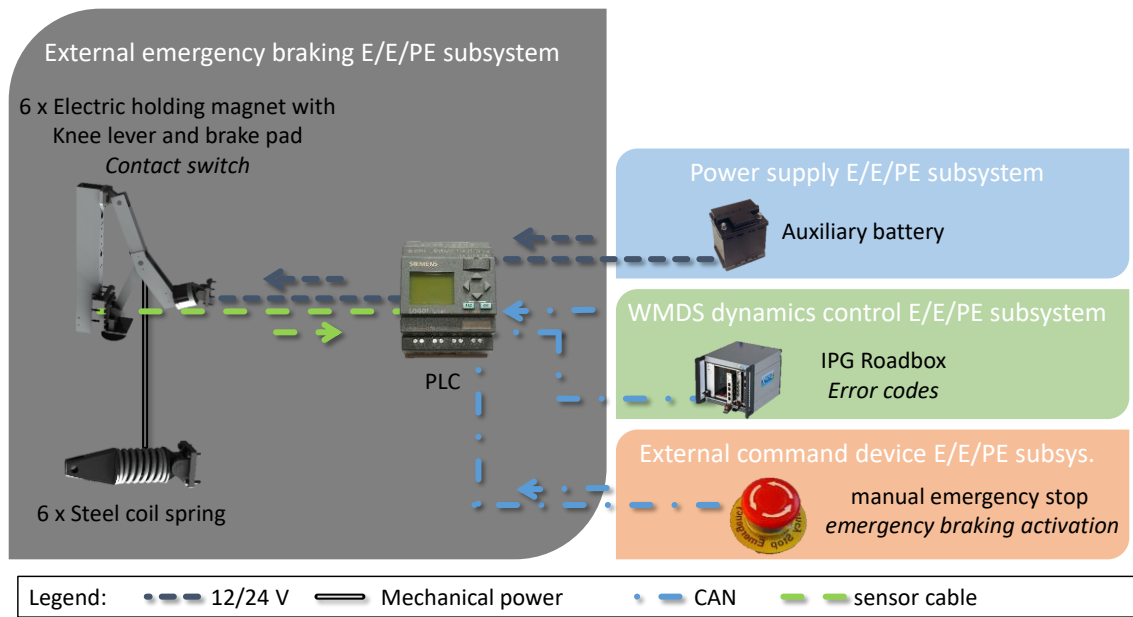 External emergency braking E/E/PE subsystem
6 x Electric holding magnet with
Knee lever and brake pad
Contact switch
SIEMENS
PLC
6 x Steel coil spring
Power supply E/E/PE subsystem
Auxiliary battery
WMDS dynamics control E/E/PE subsystem
IPG Roadbox
Error codes
External command device E/E/PE subsys.
manual emergency stop
emergency braking activation
Legend: 12/24 V Mechanical power CAN sensor cable